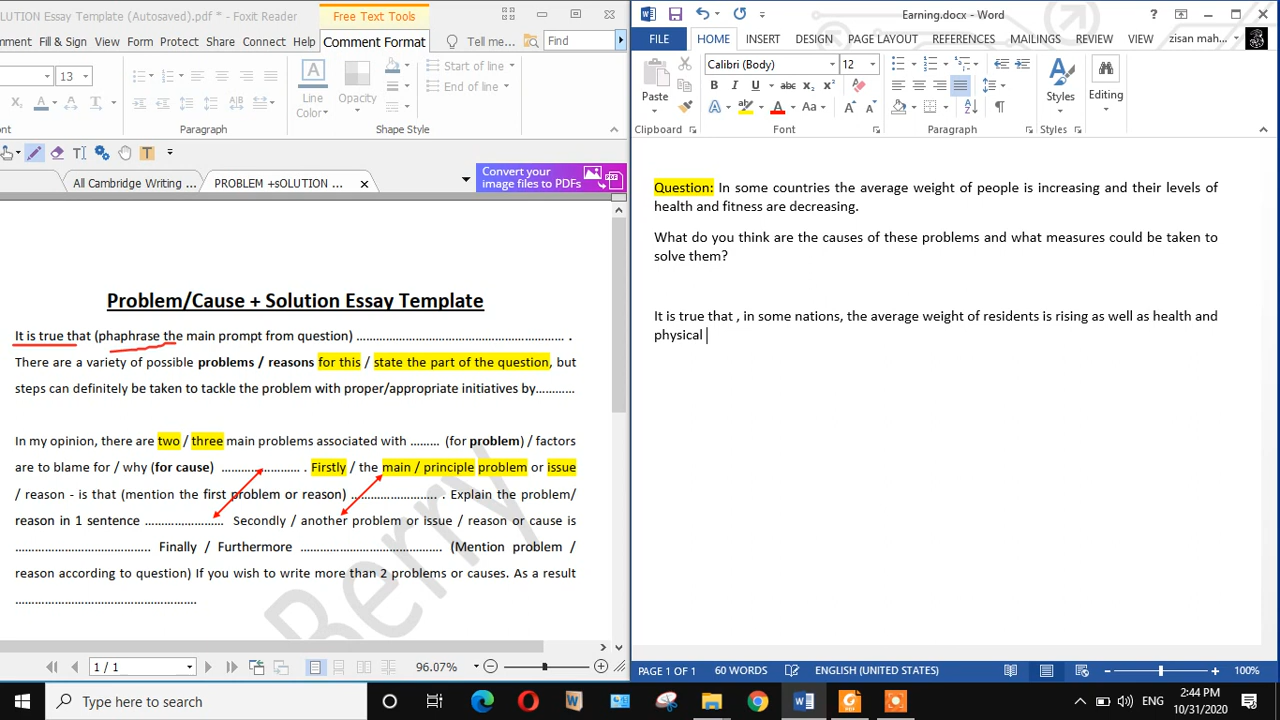 OLUTION Essay Template (Autosaved).pdf * - Foxit Reader
Free Text Tools
mment Fill & Sign View Form Protect Share Connect Help Comment Format Tell me... Find
13
Line Color
Opacity
Start of line
End of line
ont Paragraph Shape Style
All Cambridge Writing ... PROBLEM +sOLUTION ...
Convert your image files to PDFs
Problem/Cause + Solution Essay Template
It is true that (phaphrase the main prompt from question) ……………………………………………………… .
There are a variety of possible problems / reasons for this / state the part of the question, but
steps can definitely be taken to tackle the problem with proper/appropriate initiatives by…………
In my opinion, there are two / three main problems associated with ……… (for problem) / factors
are to blame for / why (for cause) …………………… . Firstly / the main / principle problem or issue
/ reason - is that (mention the first problem or reason) ……………………… . Explain the problem/
reason in 1 sentence …………………… Secondly / another problem or issue / reason or cause is
…………………………………… Finally / Furthermore ……………………………………. (Mention problem /
reason according to question) If you wish to write more than 2 problems or causes. As a result
……………………………………………….
Berry
1 / 1 96.07%
Earning.docx - Word
FILE HOME INSERT DESIGN PAGE LAYOUT REFERENCES MAILINGS REVIEW VIEW zisan mah...
Paste
Calibri (Body) 12
B I U abc x₂ x²
Styles
Editing
Clipboard Font Paragraph Styles
Question: In some countries the average weight of people is increasing and their levels of
health and fitness are decreasing.
What do you think are the causes of these problems and what measures could be taken to
solve them?
It is true that , in some nations, the average weight of residents is rising as well as health and
physical
PAGE 1 OF 1 60 WORDS ENGLISH (UNITED STATES) 100%
Type here to search
ENG
2:44 PM
10/31/2020